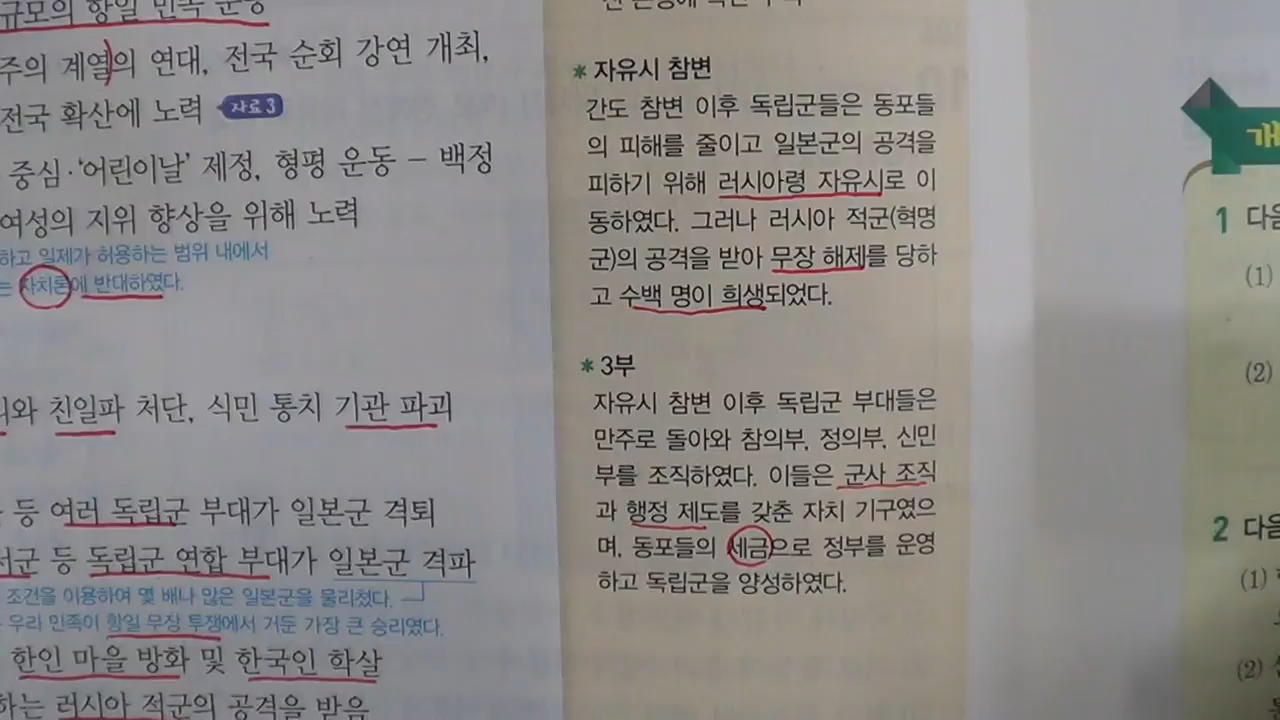 규모의 항일 민족 운동
주의 계열의 연대, 전국 순회 강연 개최,
전국 확산에 노력 자료 3
중심·'어린이날' 제정, 형평 운동 – 백정
여성의 지위 향상을 위해 노력
하고 일제가 허용하는 범위 내에서
는 자치론에 반대하였다.
와 친일파 처단, 식민 통치 기관 파괴
등 여러 독립군 부대가 일본군 격퇴
서군 등 독립군 연합 부대가 일본군 격파
조건을 이용하여 몇 배나 많은 일본군을 물리쳤다.
우리 민족이 항일 무장 투쟁에서 거둔 가장 큰 승리였다.
한인 마을 방화 및 한국인 학살
하는 러시아 적군의 공격을 받음
* 자유시 참변
간도 참변 이후 독립군들은 동포들
의 피해를 줄이고 일본군의 공격을
피하기 위해 러시아령 자유시로 이
동하였다. 그러나 러시아 적군(혁명
군)의 공격을 받아 무장 해제를 당하
고 수백 명이 희생되었다.
* 3부
자유시 참변 이후 독립군 부대들은
만주로 돌아와 참의부, 정의부, 신민
부를 조직하였다. 이들은 군사 조직
과 행정 제도를 갖춘 자치 기구였으
며, 동포들의 세금으로 정부를 운영
하고 독립군을 양성하였다.
개
1 다음
(1)
(2)
2 다음
(1)
(2)